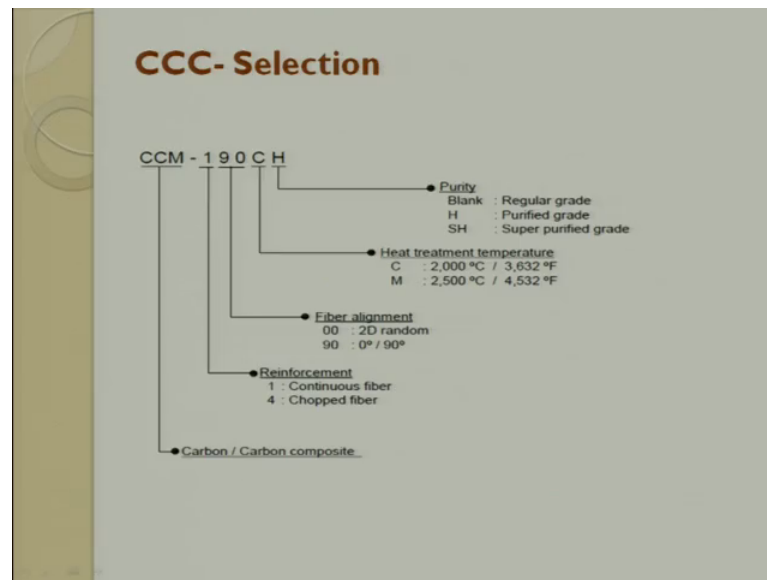 CCC- Selection
CCM - 1 9 0 C H
Purity
Blank : Regular grade
H : Purified grade
SH : Super purified grade
Heat treatment temperature
C : 2,000 ºC / 3,632 ºF
M : 2,500 ºC / 4,532 ºF
Fiber alignment
00 : 2D random
90 : 0º / 90º
Reinforcement
1 : Continuous fiber
4 : Chopped fiber
Carbon / Carbon composite